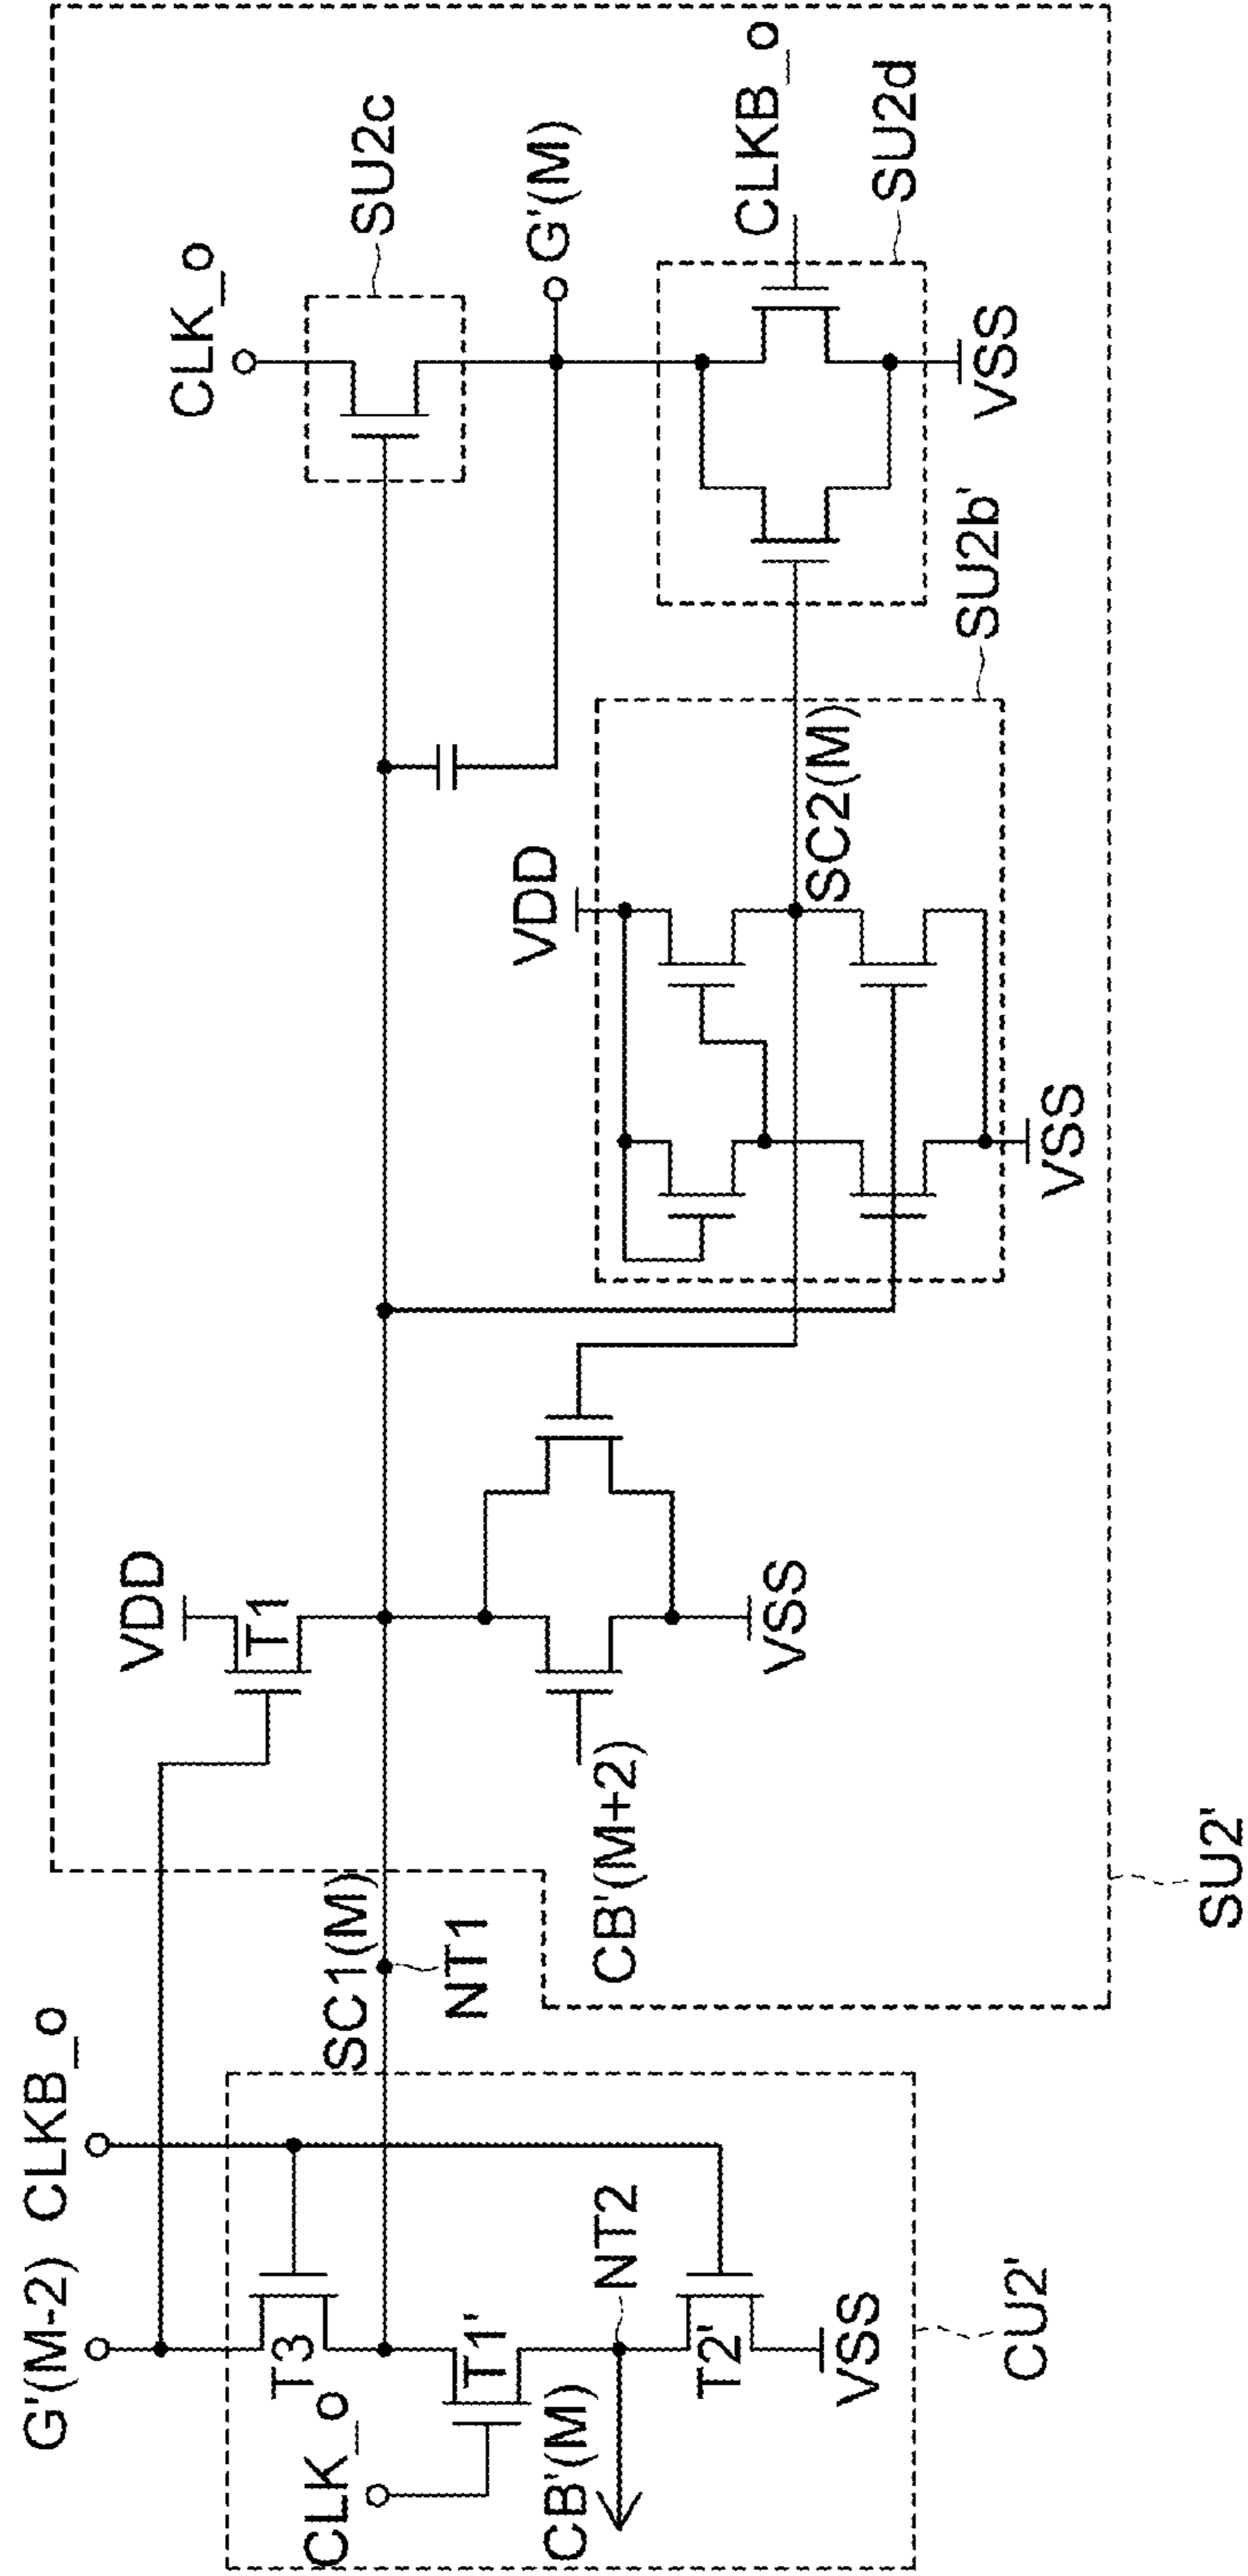 G'(M-2)
CLKB_o
T3
CLK_o
T1'
CB'(M)
NT2
T2'
VSS
CU2'
SC1(M)
NT1
VDD
T1
CB'(M+2)
VSS
SU2'
VDD
SC2(M)
VSS
SU2b'
CLK_o
SU2c
G'(M)
CLKB_o
SU2d
VSS